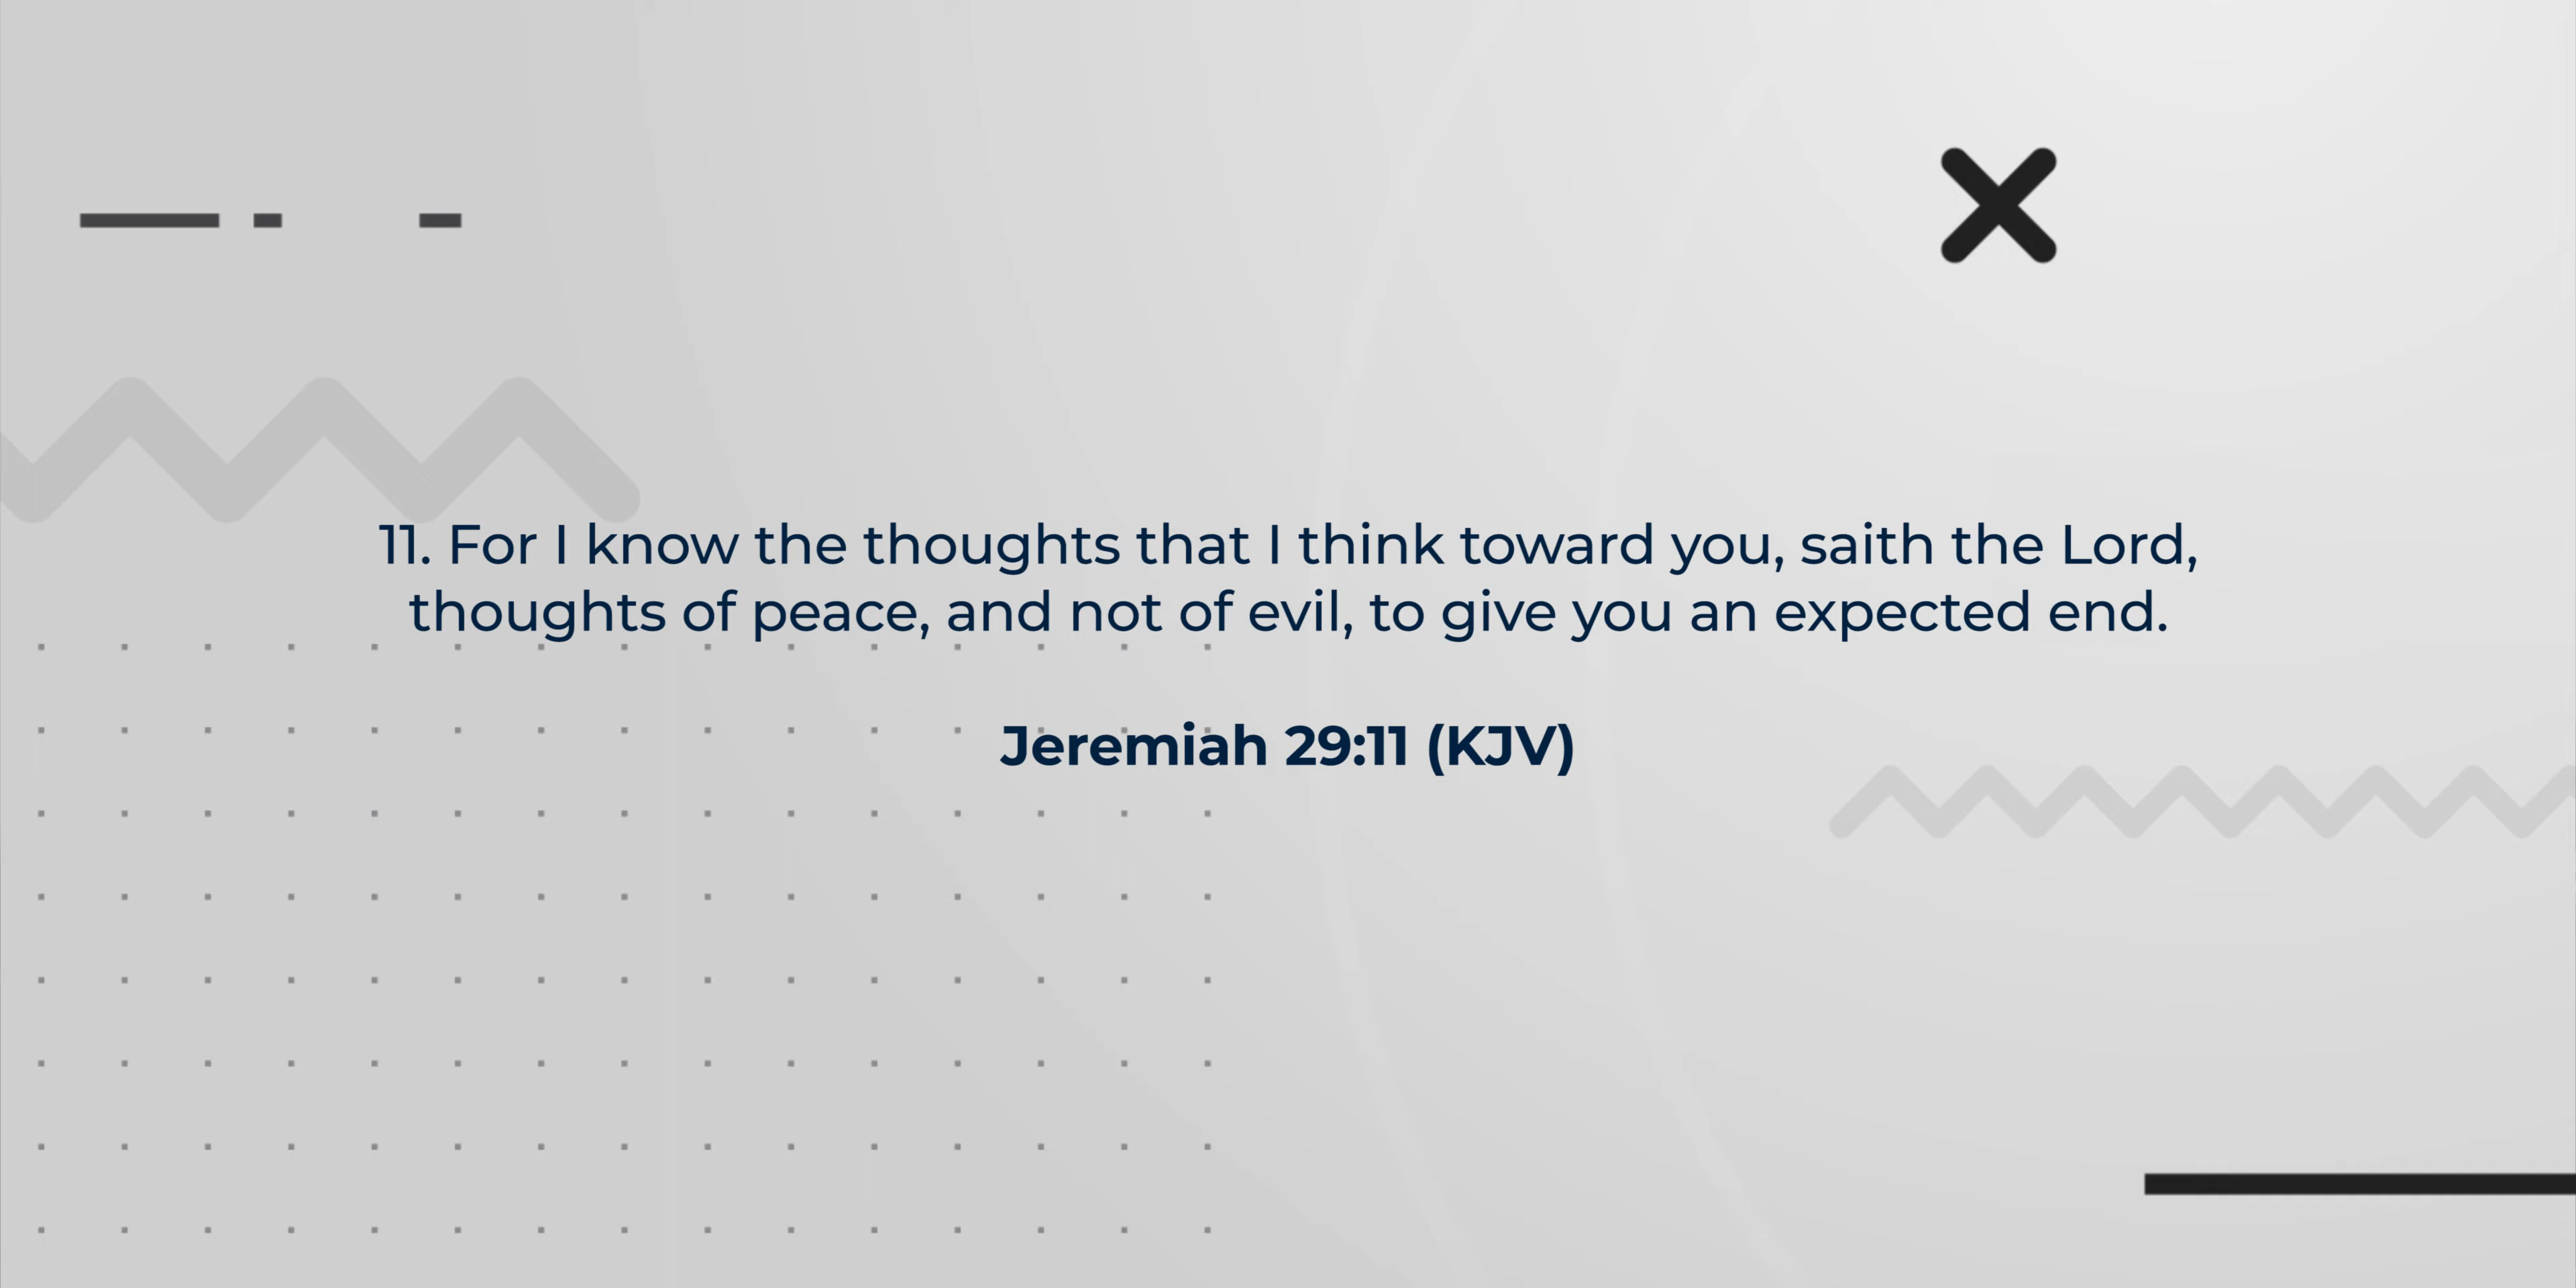 11. For I know the thoughts that I think toward you, saith the Lord,
thoughts of peace, and not of evil, to give you an expected end.
Jeremiah 29:11 (KJV)